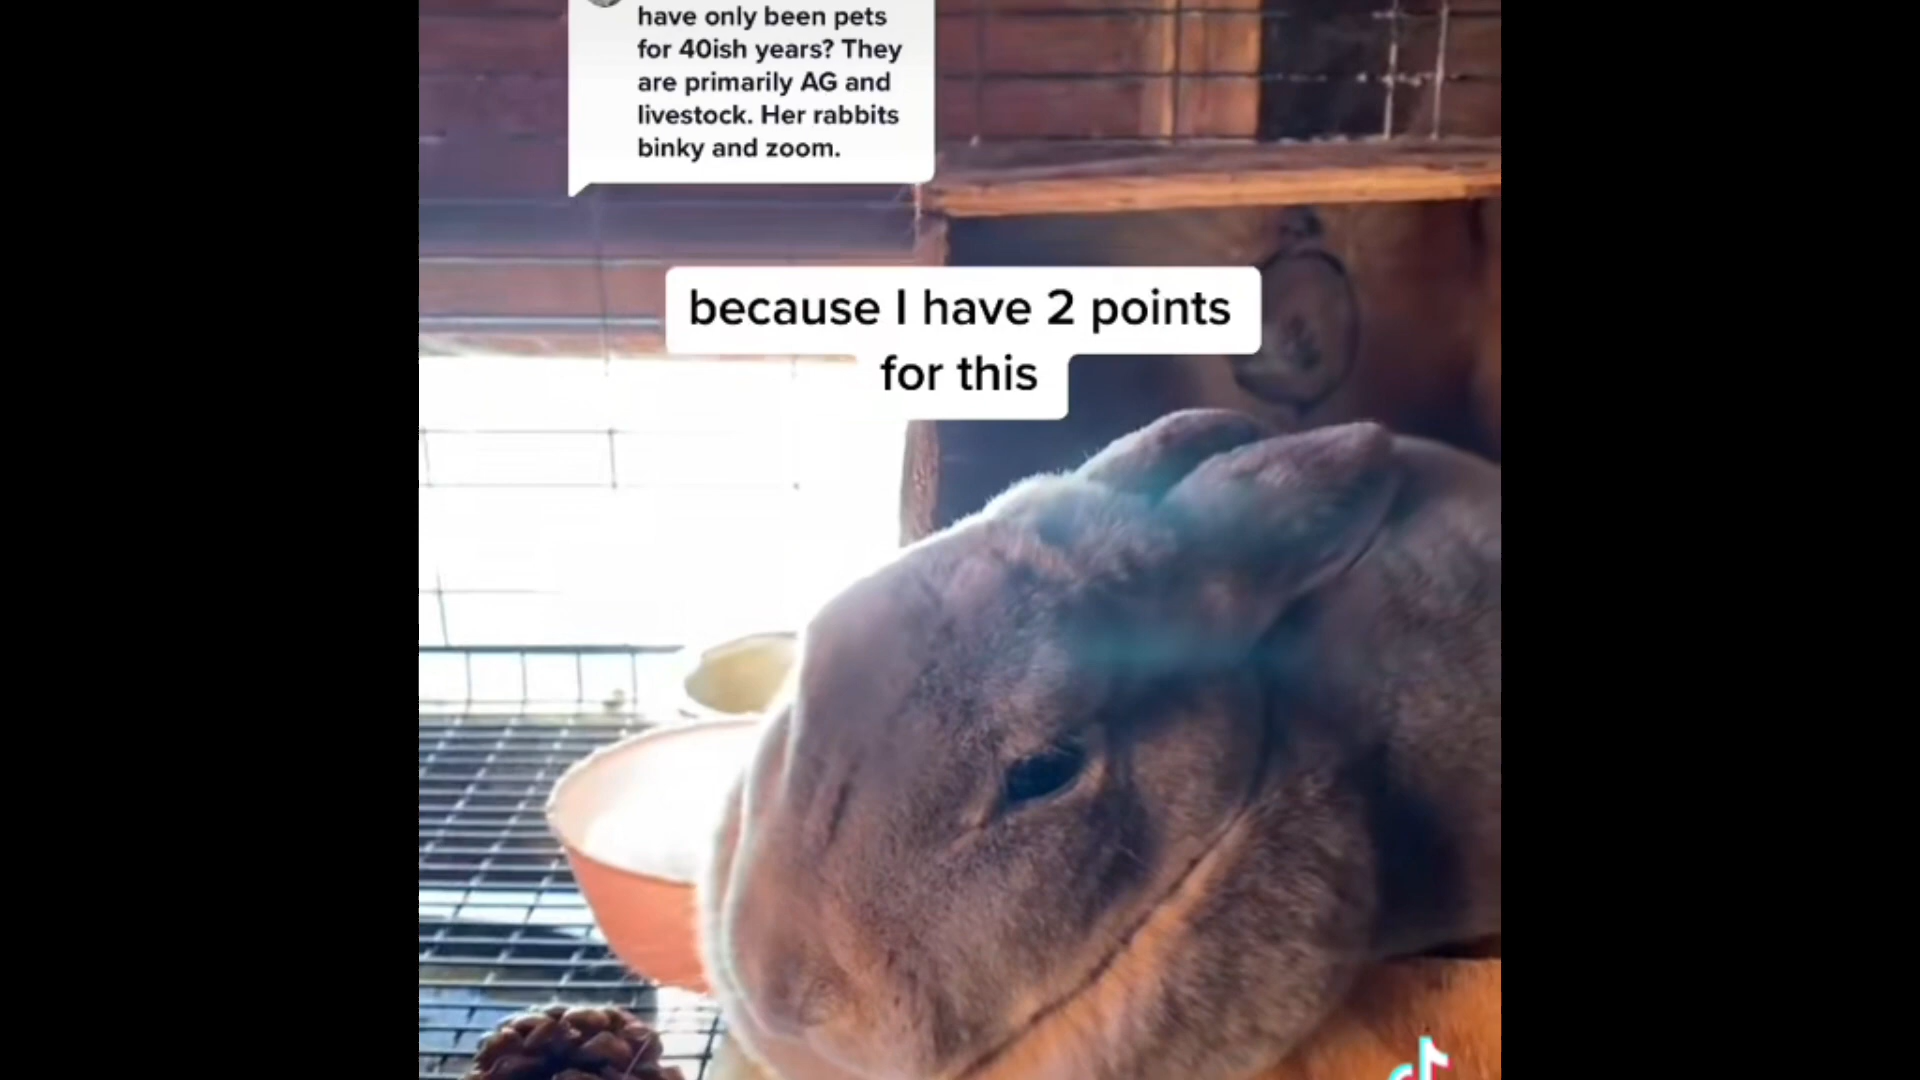 have only been pets
for 40ish years? They
are primarily AG and
livestock. Her rabbits
binky and zoom.
because I have 2 points
for this